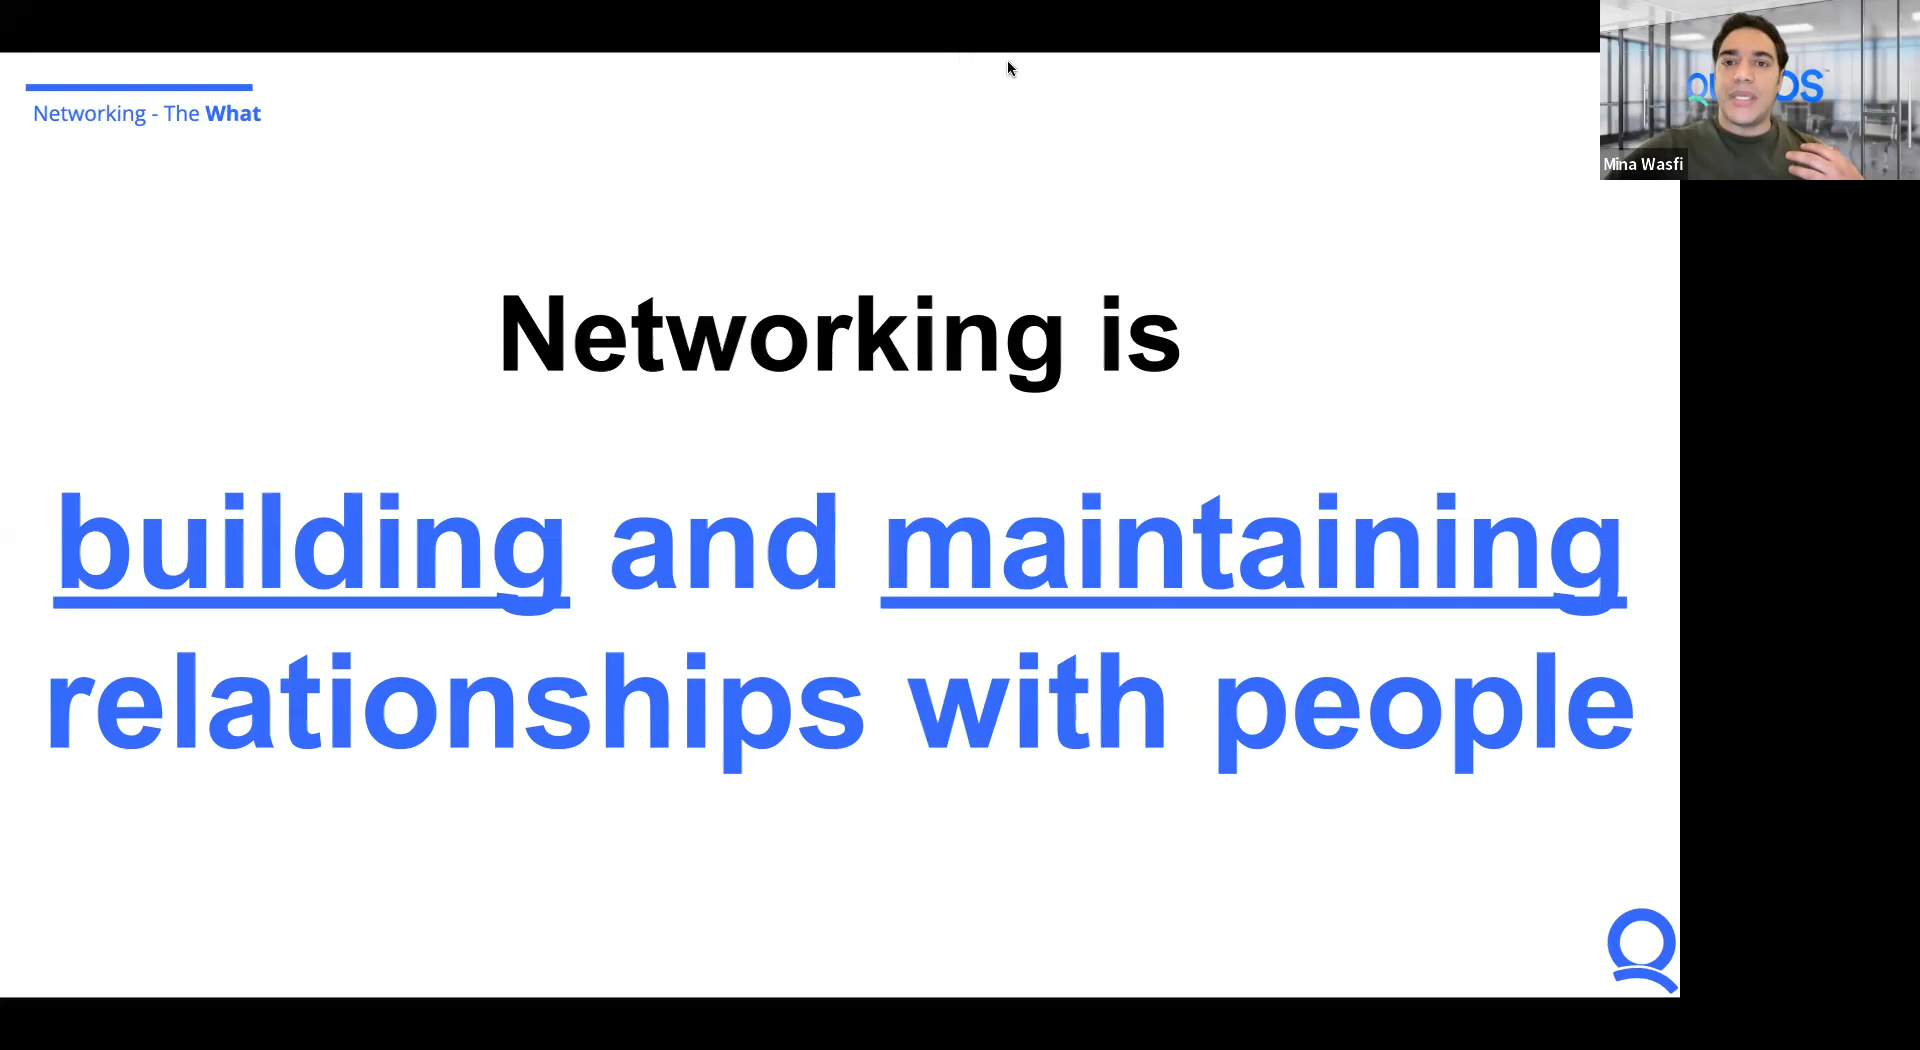 Networking - The What
Networking is
building and maintaining
relationships with people
Mina Wasfi